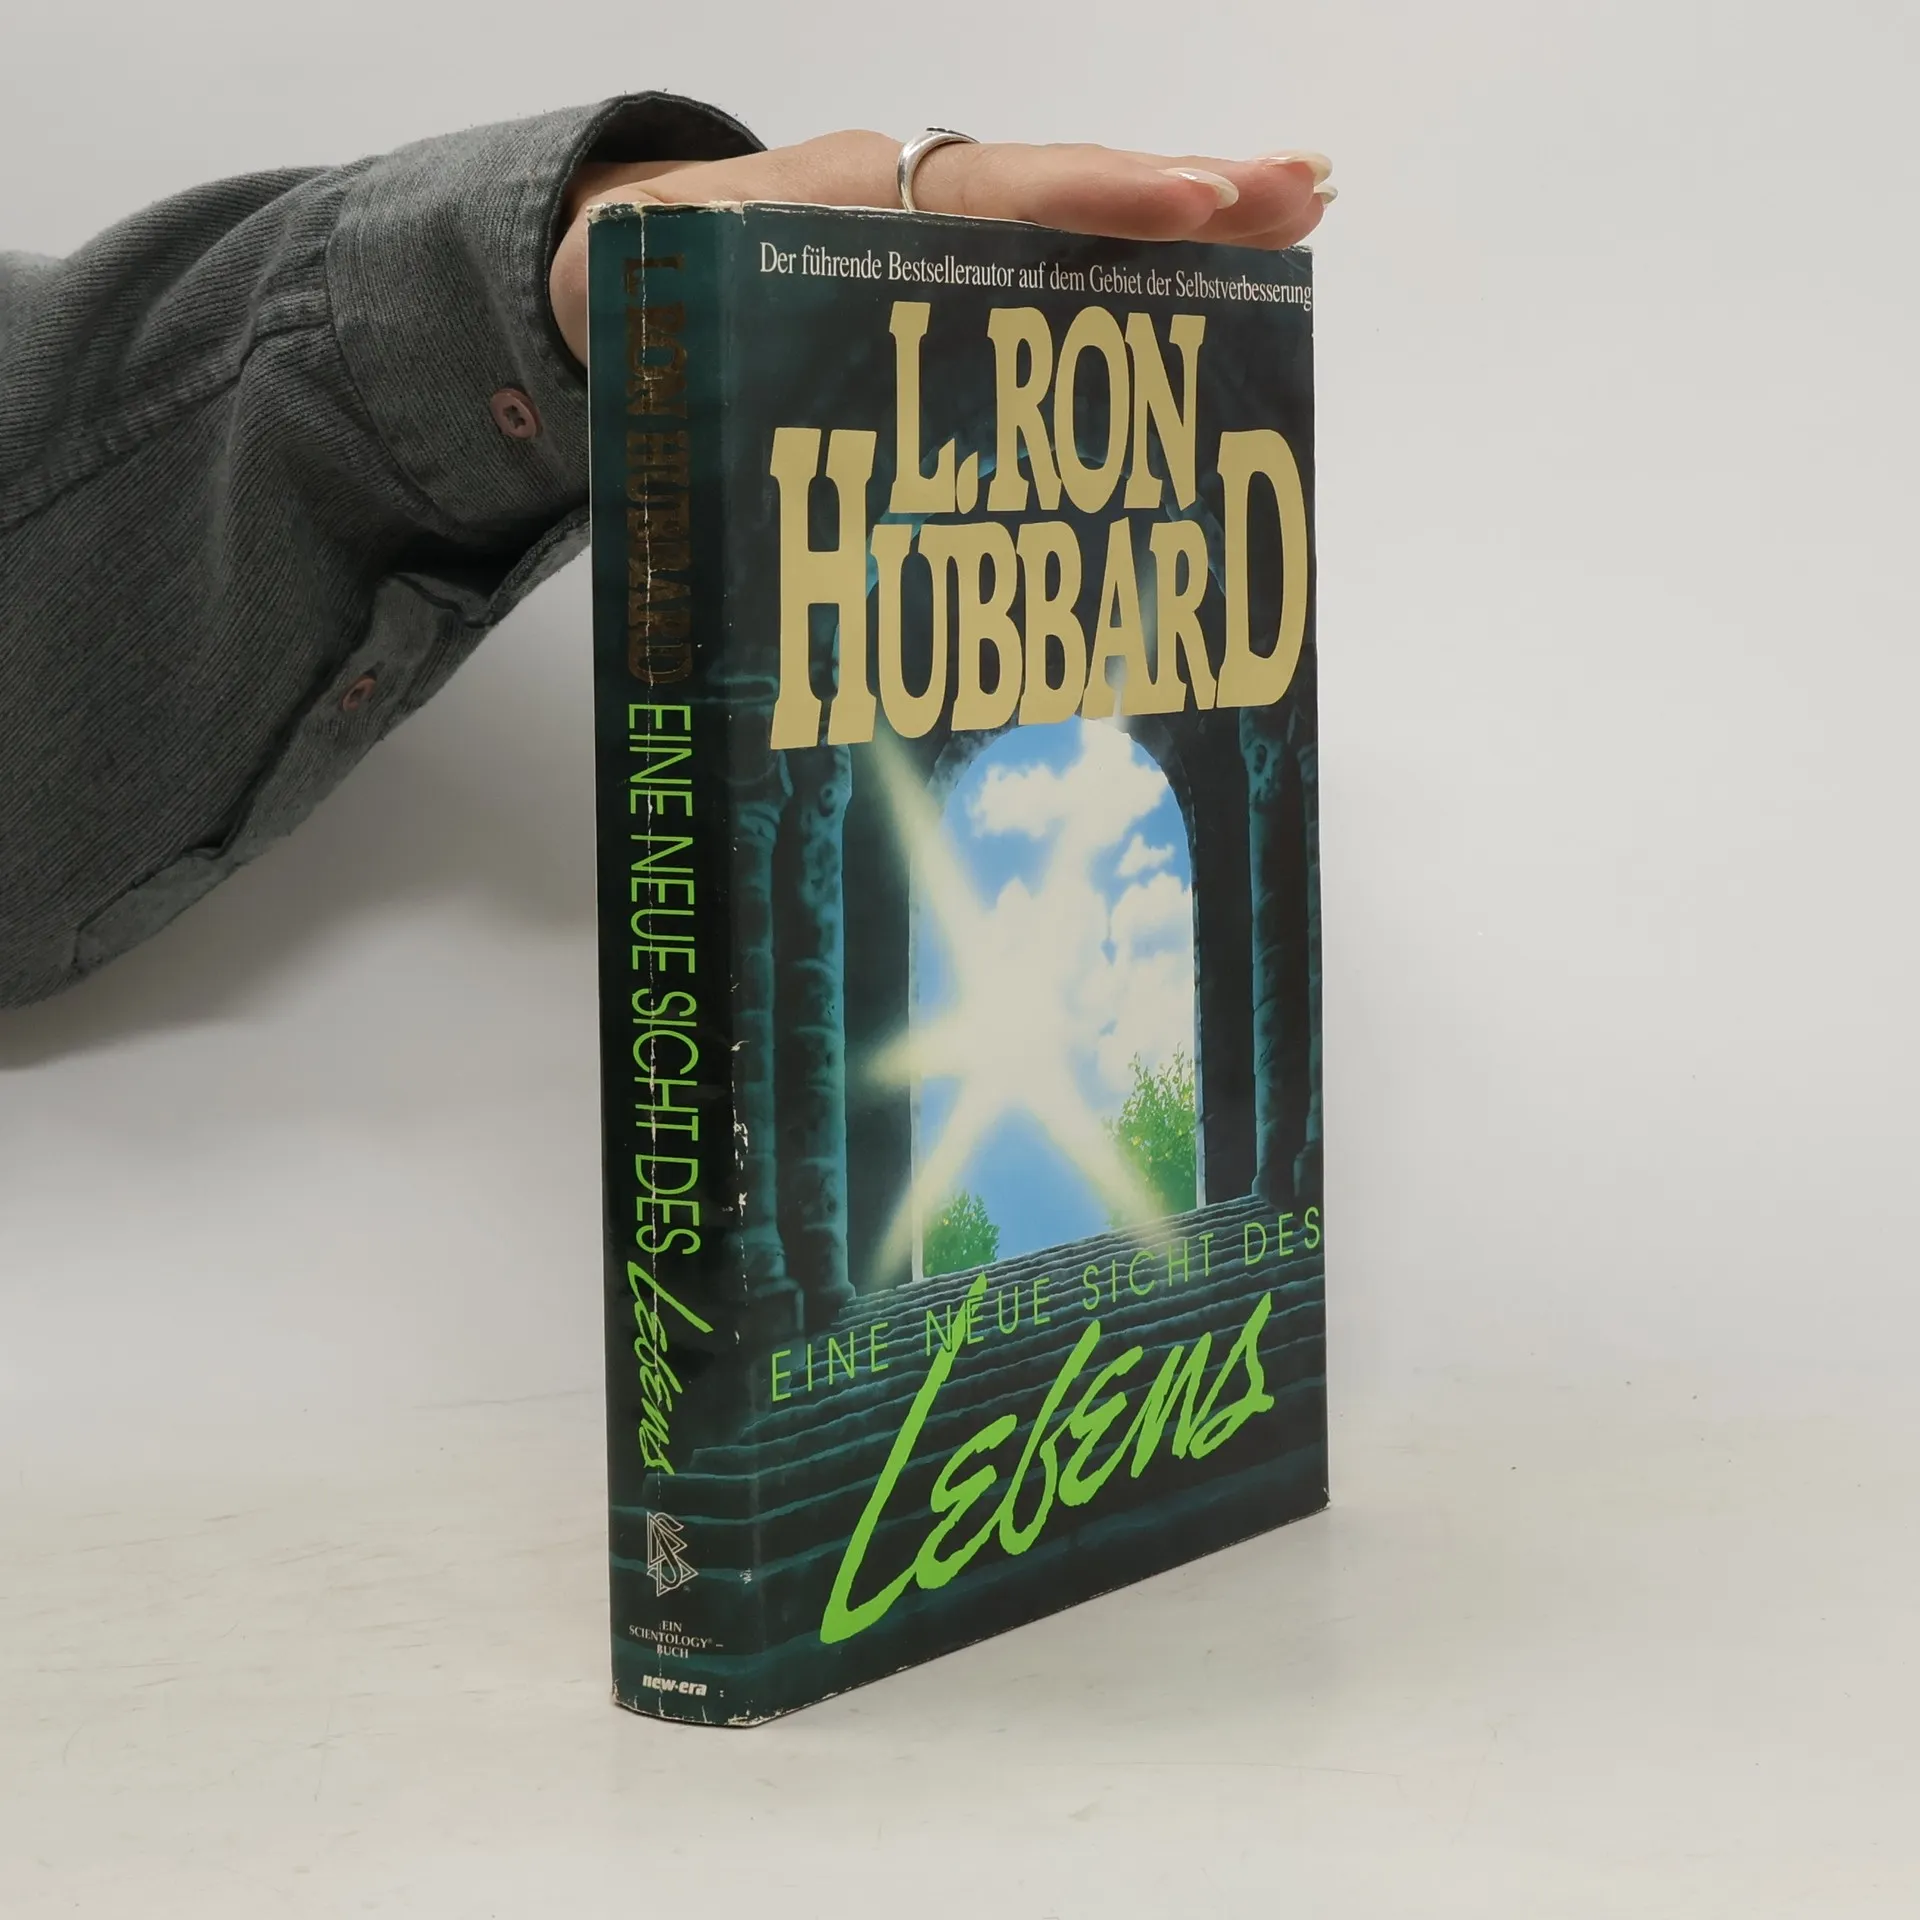 L. RON HUBBARD EINE NEUE SICHT DES Lebens
EIN
SCIENTOLOGY® –
BUCH
new·era
Der führende Bestsellerautor auf dem Gebiet der Selbstverbesserung
L. RON
HUBBARD
EINE NEUE SICHT DES
Lebens